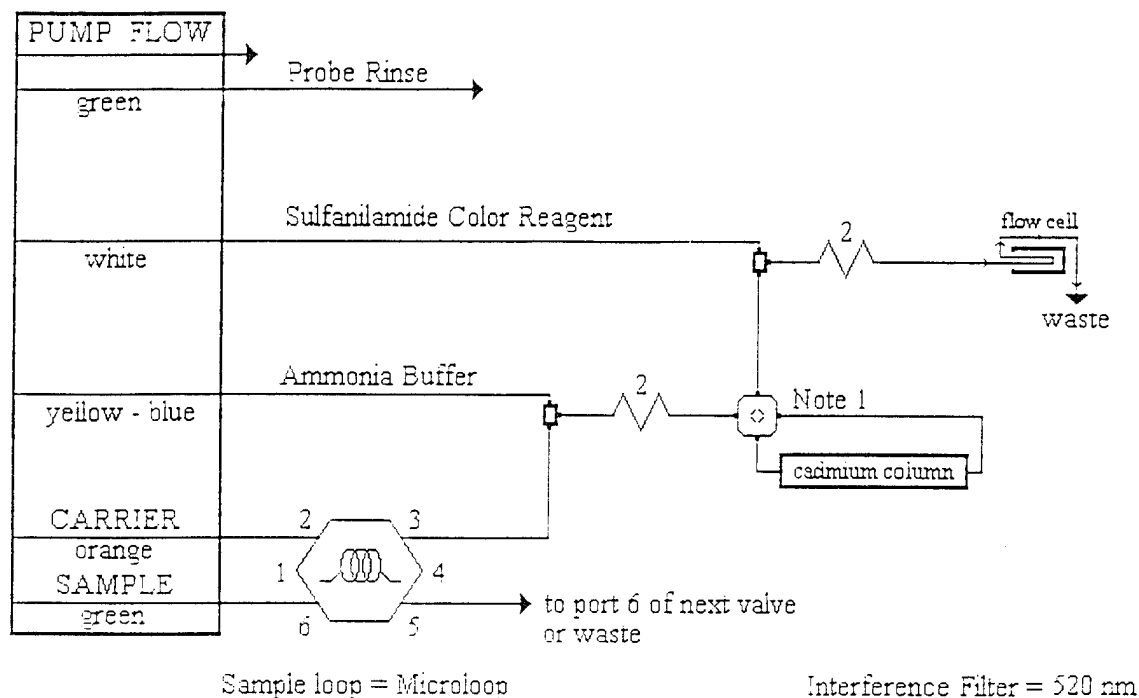 PUMP FLOW
Probe Rinse
green
Sulfanilamide Color Reagent
white
2
flow cell
waste
Ammonia Buffer
yellow - blue
2
Note 1
cadmium column
CARRIER
orange
2
3
1
4
SAMPLE
green
6
5
to port 6 of next valve
or waste
Sample loop = Microloop
Interference Filter = 520 nm